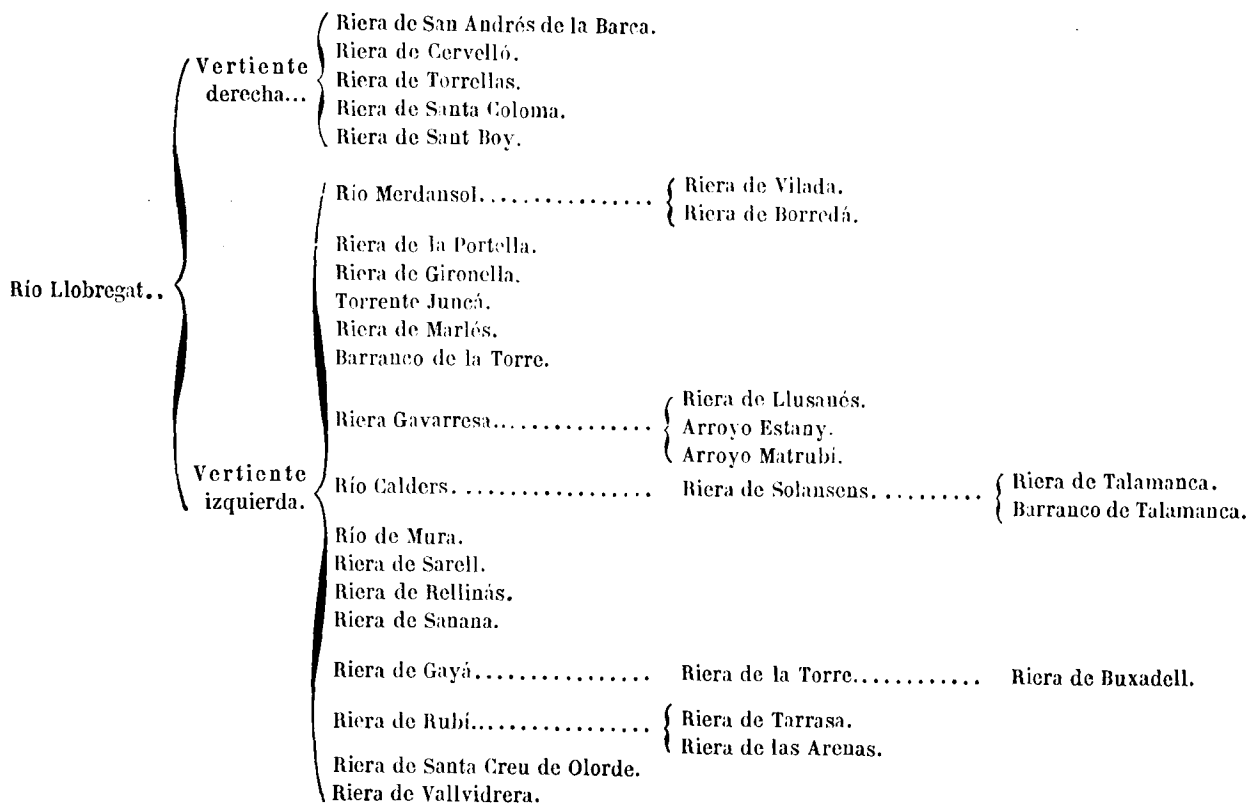 Río Llobregat..
Vertiente
derecha...
Riera de San Andrés de la Barca.
Riera de Cervelló.
Riera de Torrellas.
Riera de Santa Coloma.
Riera de Sant Boy.
Vertiente
izquierda.
Río Merdansol................
Riera de Vilada.
Riera de Borredá.
Riera de la Portella.
Riera de Gironella.
Torrente Juncá.
Riera de Marlés.
Barranco de la Torre.
Riera Gavarresa...............
Riera de Llusanés.
Arroyo Estany.
Arroyo Matrubí.
Río Calders..................
Riera de Solansens..........
Riera de Talamanca.
Barranco de Talamanca.
Río de Mura.
Riera de Sarell.
Riera de Rellinás.
Riera de Sanana.
Riera de Gayá...............
Riera de la Torre............
Riera de Buxadell.
Riera de Rubí................
Riera de Tarrasa.
Riera de las Arenas.
Riera de Santa Creu de Olorde.
Riera de Vallvidrera.